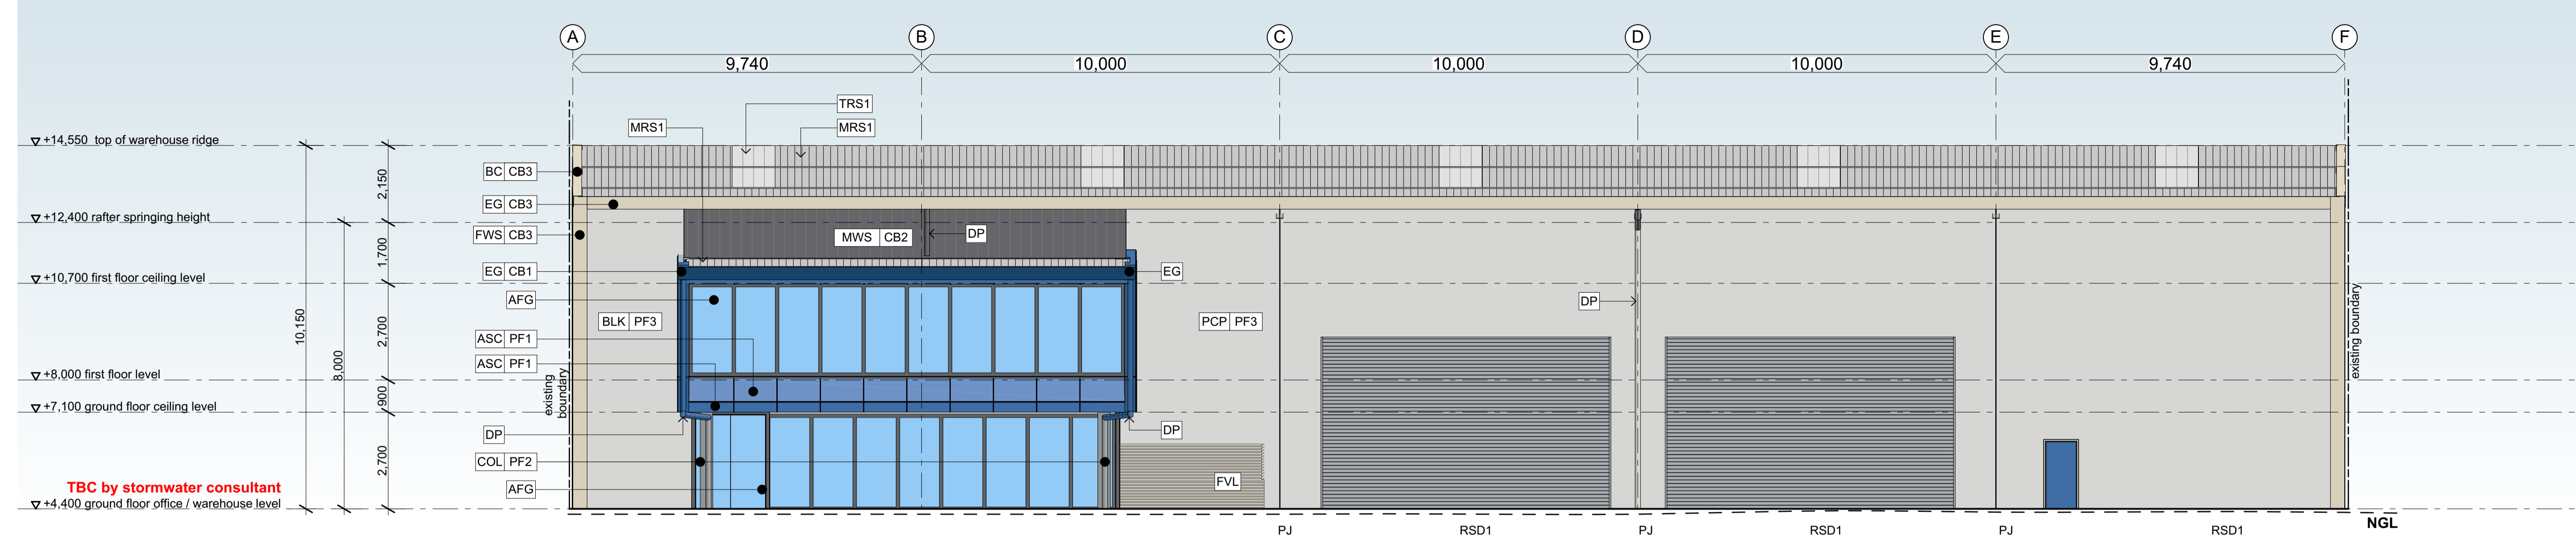 A
B
C
D
E
F
9,740
10,000
10,000
10,000
9,740
TRS1
MRS1
MRS1
+14,550 top of warehouse ridge
BC CB3
2,150
EG CB3
+12,400 rafter springing height
FWS CB3
MWS CB2
DP
1,700
EG CB1
EG
+10,700 first floor ceiling level
AFG
DP
10,150
BLK PF3
PCP PF3
2,700
existing boundary
ASC PF1
8,000
ASC PF1
+8,000 first floor level
existing
boundary
900
+7,100 ground floor ceiling level
DP
DP
COL PF2
2,700
FVL
TBC by stormwater consultant
AFG
+4,400 ground floor office / warehouse level
NGL
PJ
RSD1
PJ
RSD1
PJ
RSD1